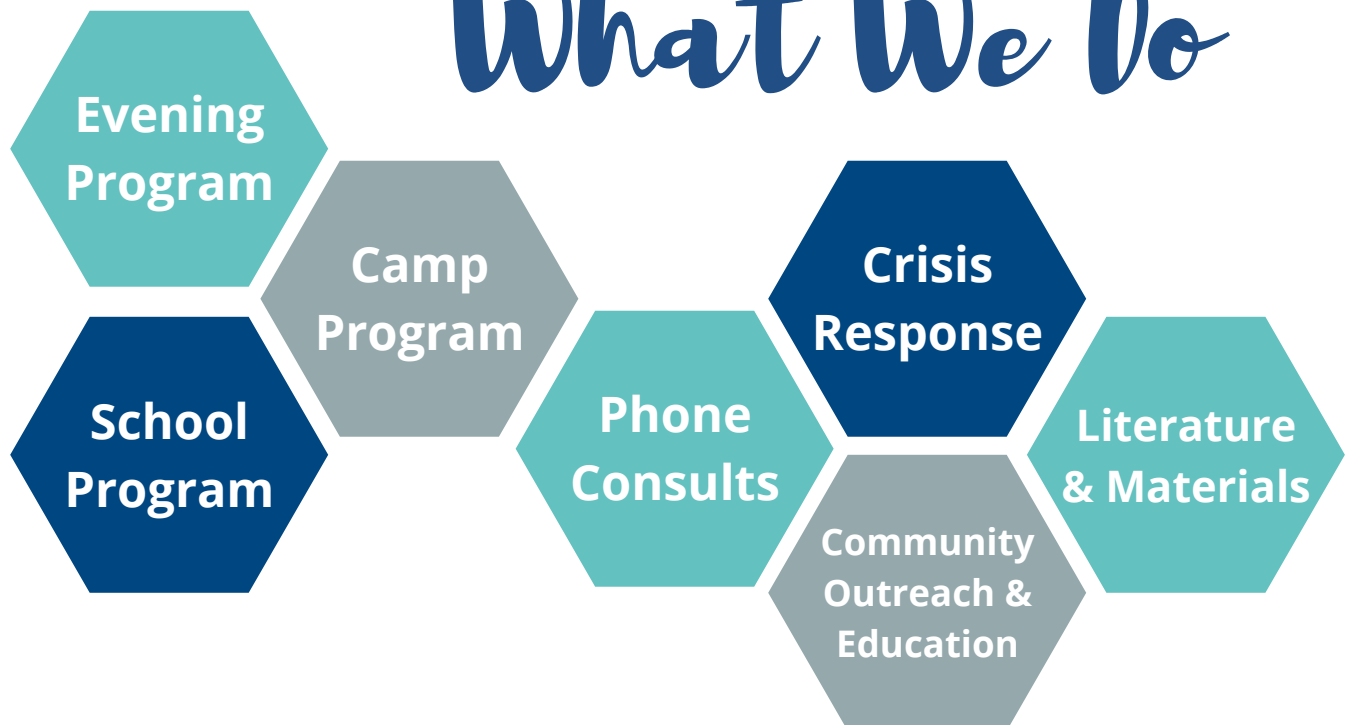 What We Do
Evening
Program
Camp
Program
Crisis
Response
School
Program
Phone
Consults
Literature
& Materials
Community
Outreach &
Education